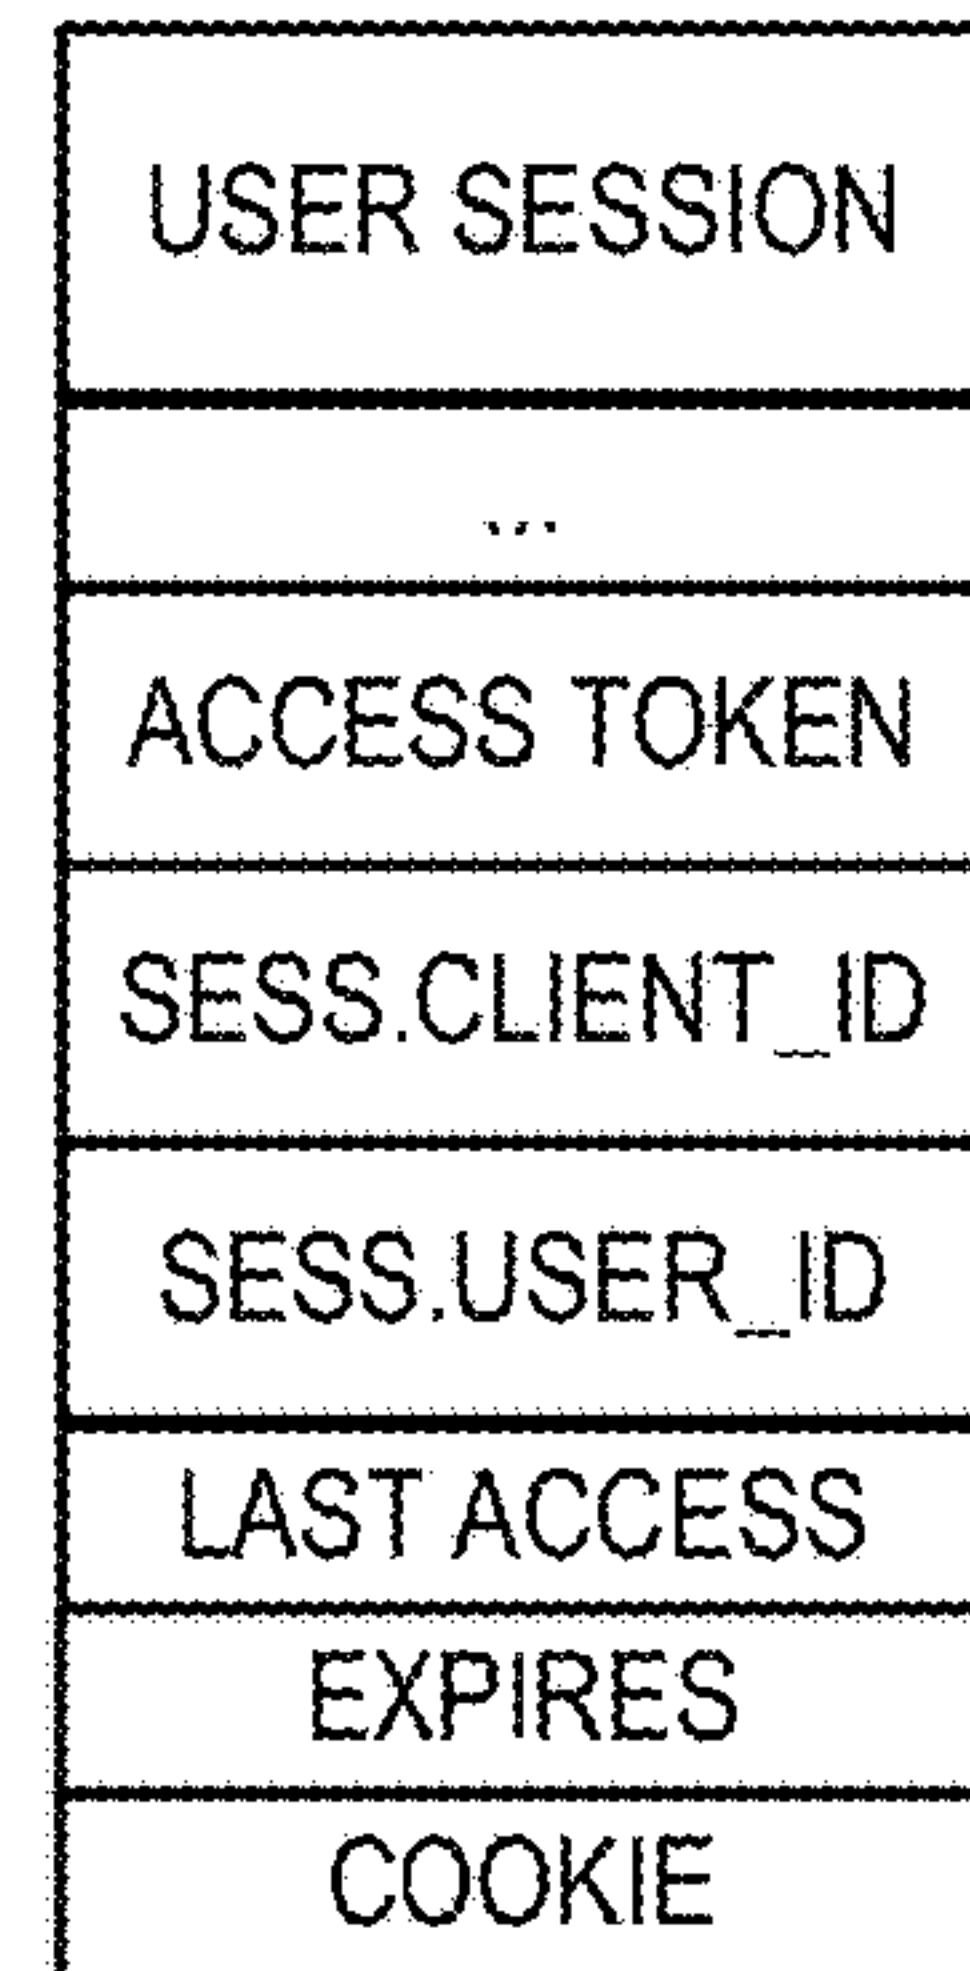 USER SESSION
...
ACCESS TOKEN
SESS.CLIENT_ID
SESS.USER_ID
LAST ACCESS
EXPIRES
COOKIE